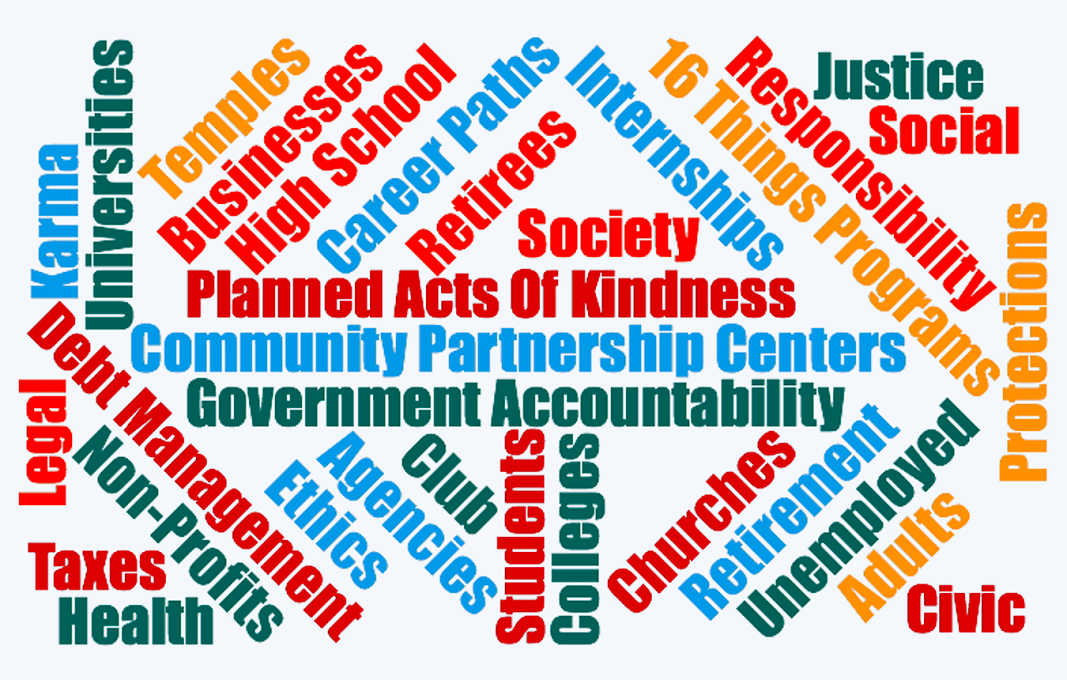 Universities
Karma
Temples
Businesses
High School
Career Paths
Retirees
Internships
16 Things Programs
Responsibility
Justice
Social
Society
Protections
Planned Acts Of Kindness
Community Partnership Centers
Government Accountability
Debt Management
Legal
Non-Profits
Ethics
Agencies
Club
Students
Colleges
Churches
Retirement
Unemployed
Adults
Taxes
Health
Civic